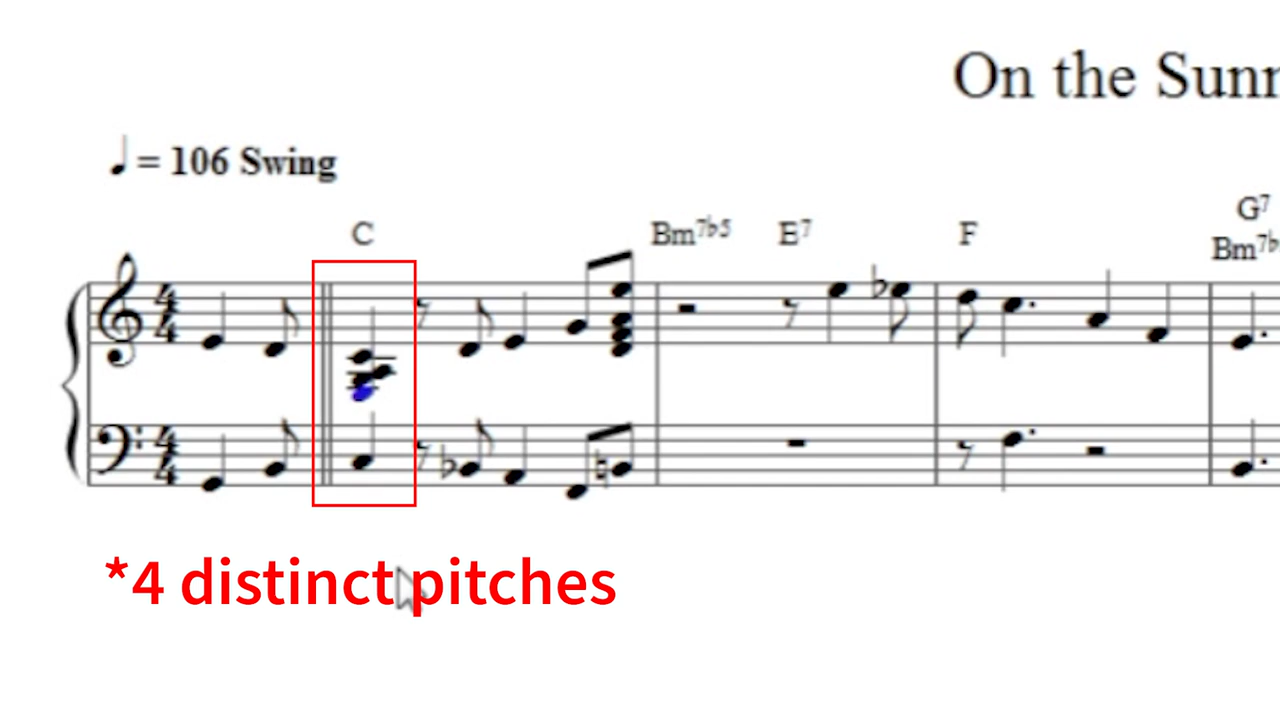 On the Sunn
♩ = 106 Swing
C Bm7b5 E7 F G7
Bm7b
*4 distinct pitches